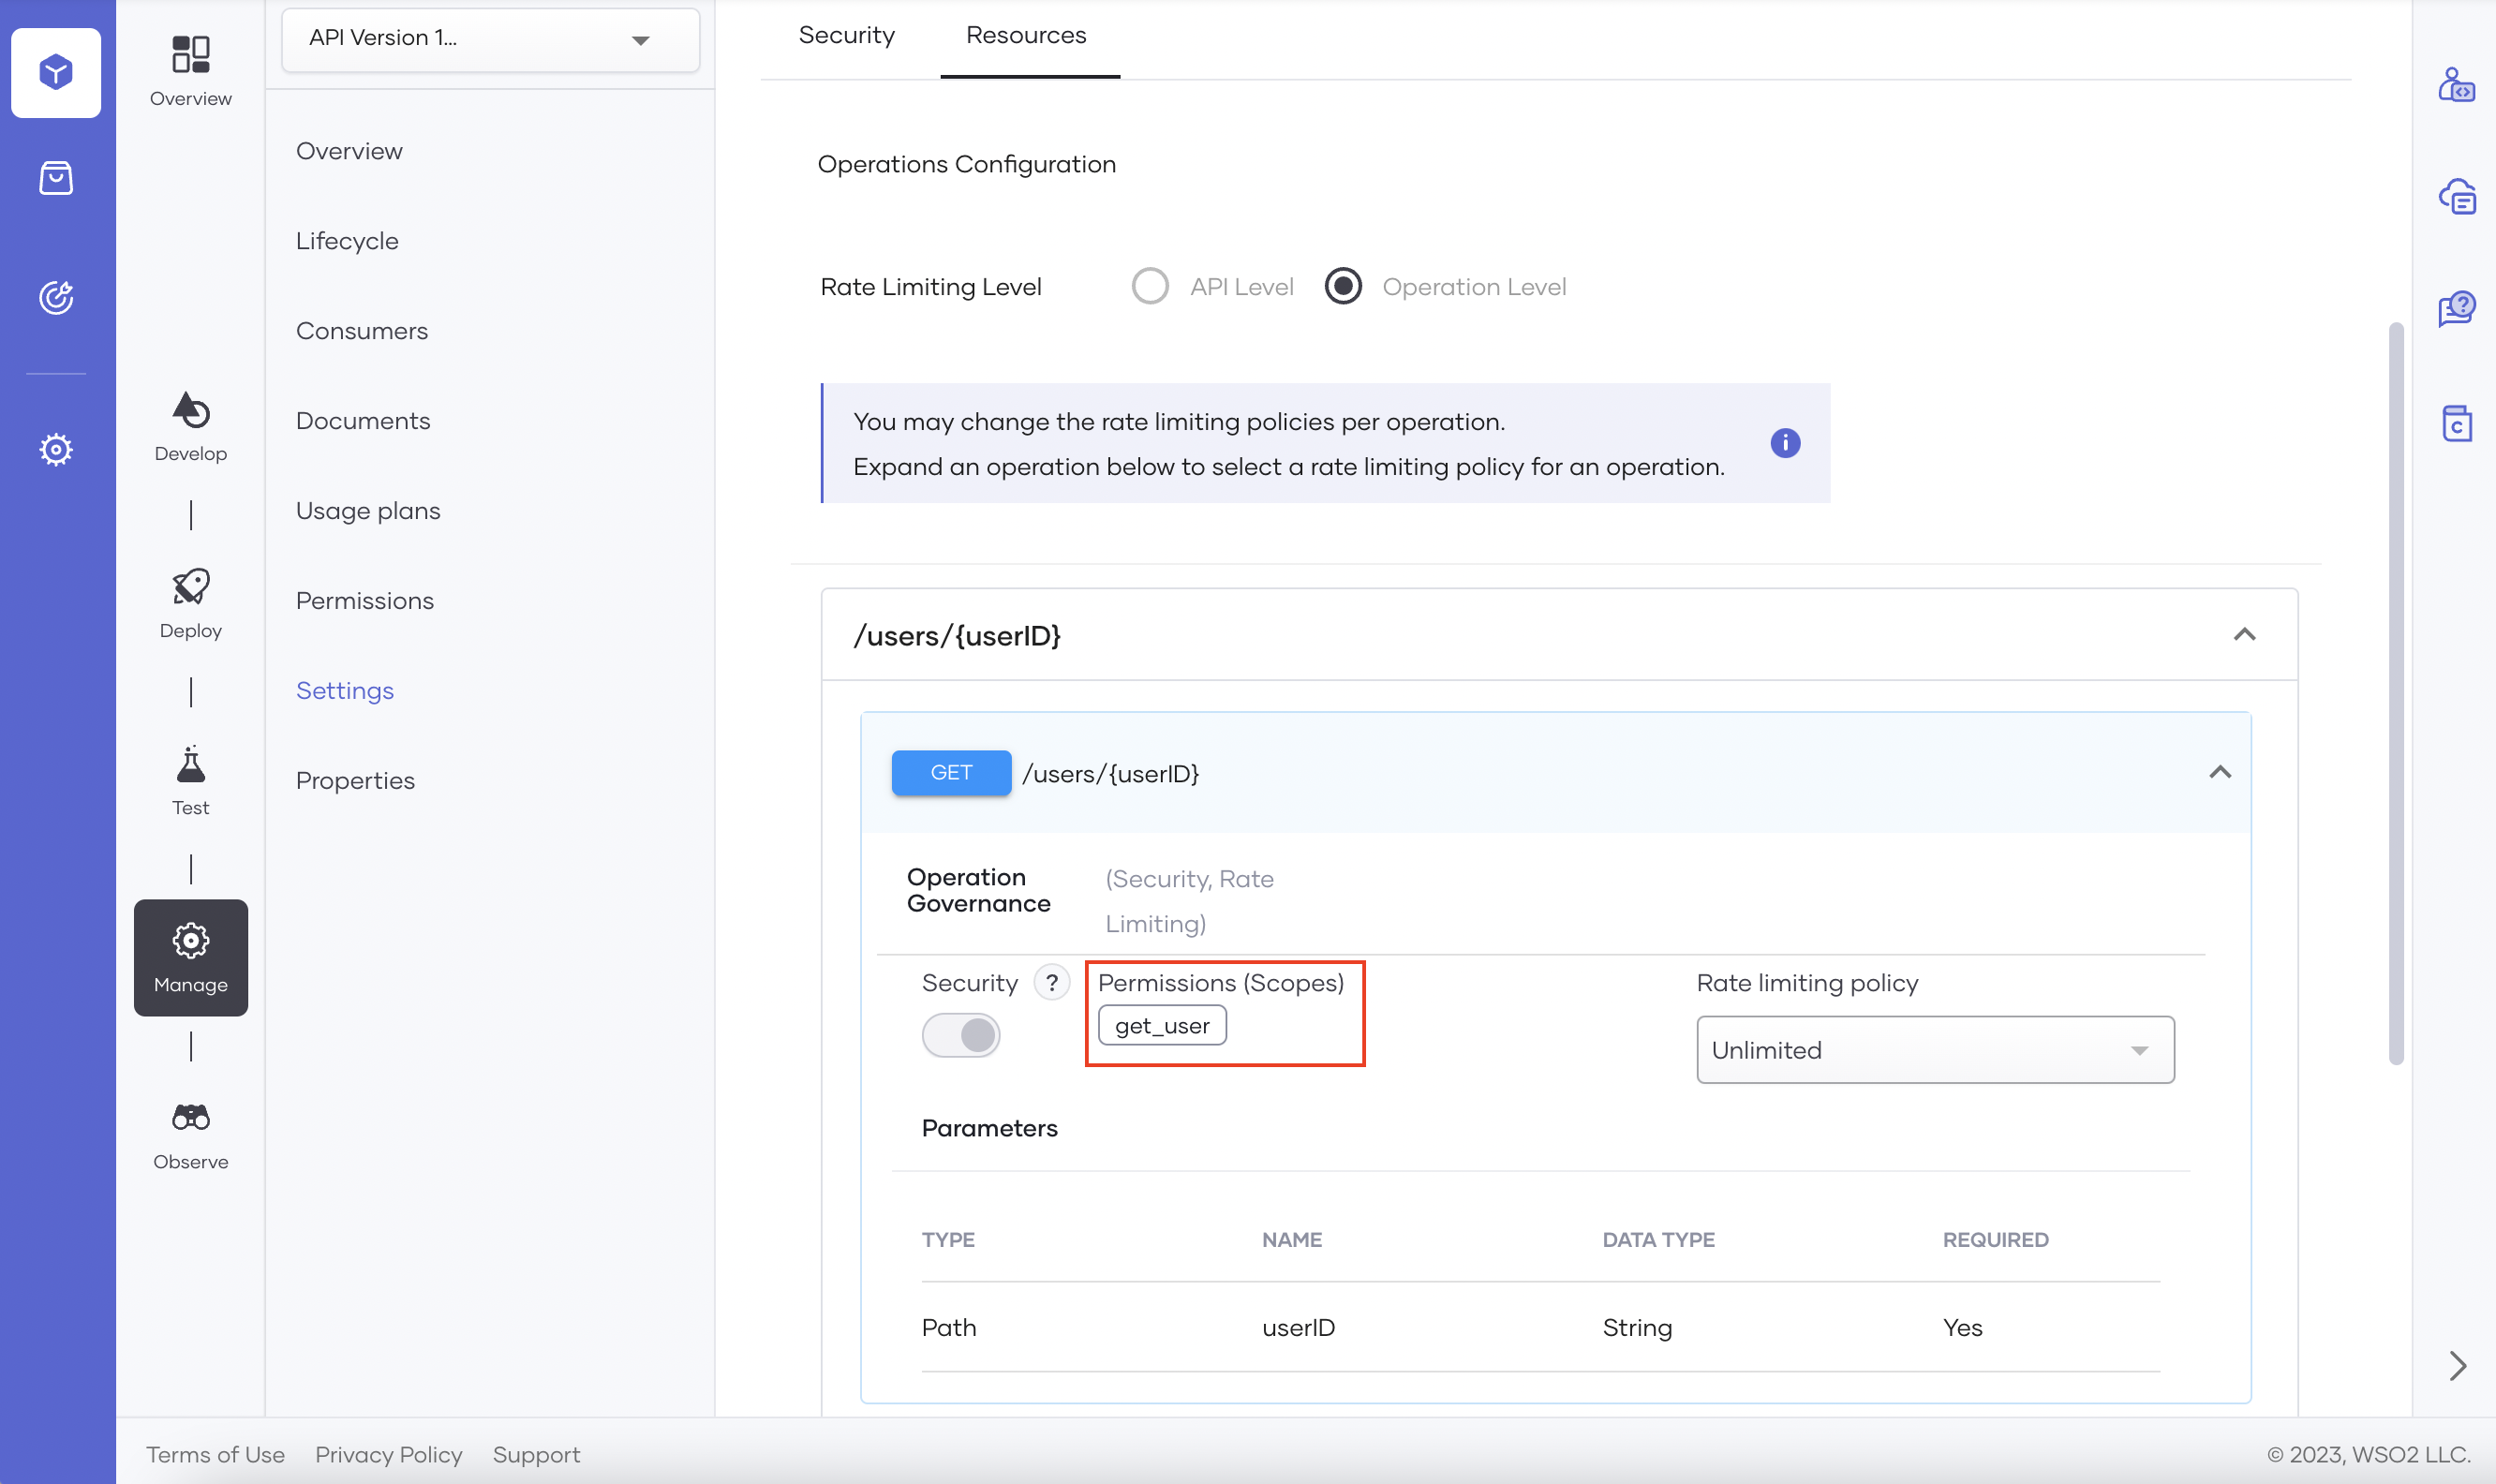 Overview
Develop
Deploy
Test
Manage
Observe
API Version 1...
Overview
Lifecycle
Consumers
Documents
Usage plans
Permissions
Settings
Properties
Security Resources
Operations Configuration
Rate Limiting Level API Level Operation Level
You may change the rate limiting policies per operation.
Expand an operation below to select a rate limiting policy for an operation.
i
/users/{userID}
GET /users/{userID}
Operation
Governance
(Security, Rate
Limiting)
Security ? Permissions (Scopes) Rate limiting policy
get_user
Unlimited
Parameters
TYPE NAME DATA TYPE REQUIRED
Path userID String Yes
?
C
Terms of Use Privacy Policy Support © 2023, WSO2 LLC.